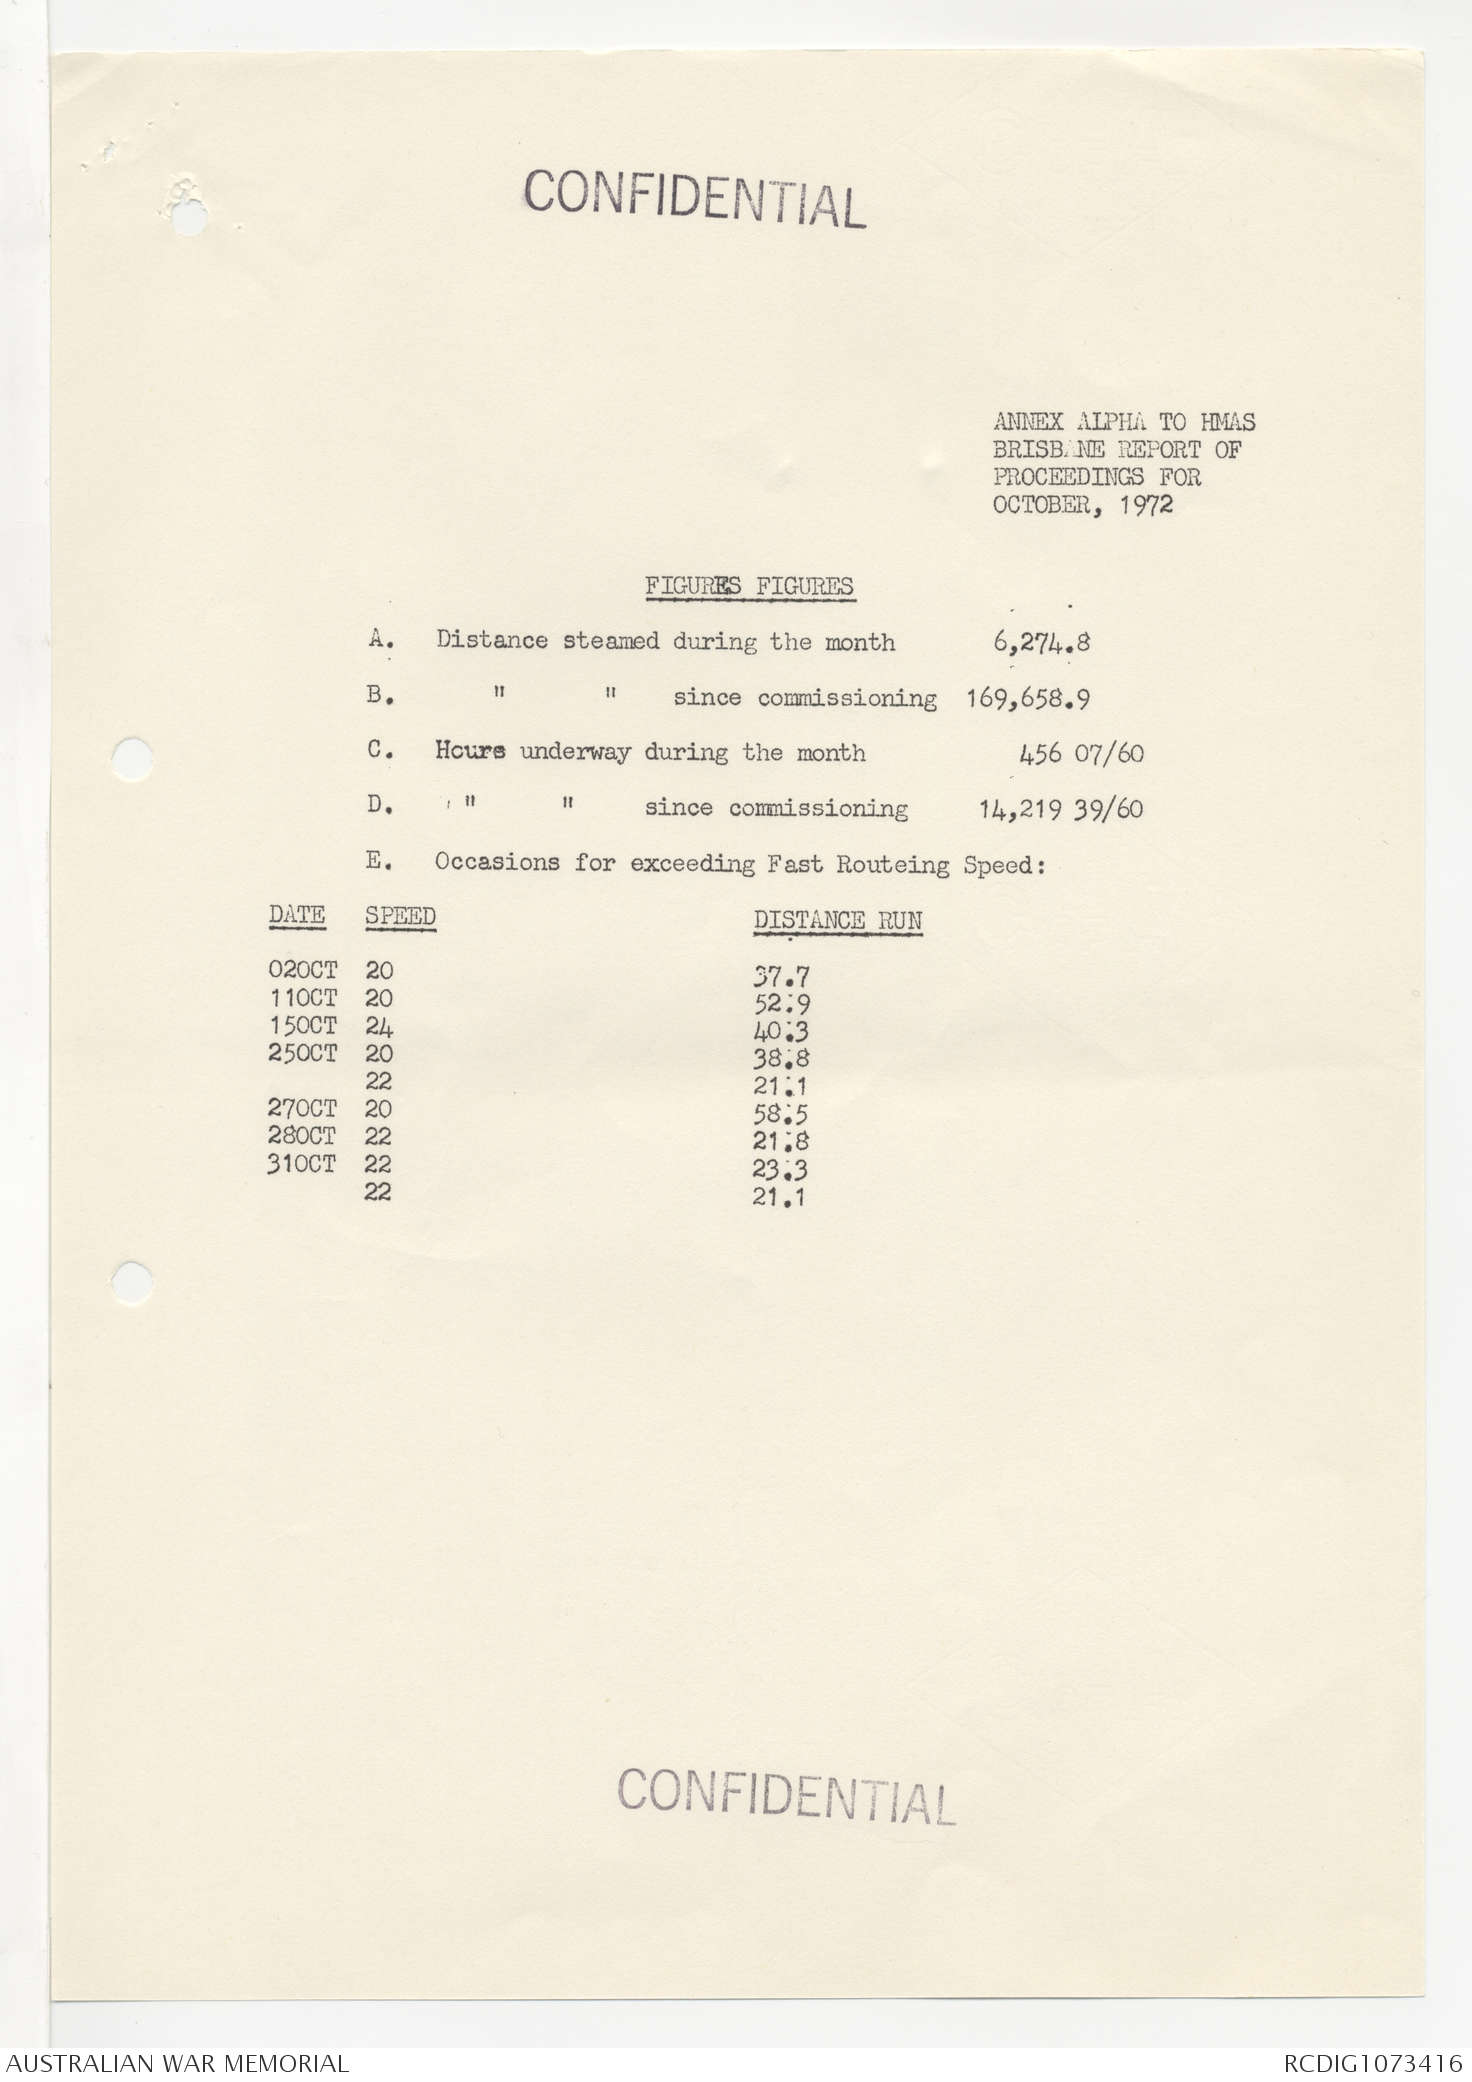 CONFIDENTIAL
ANNEX ALPHA TO HMAS
BRISBANE REPORT OF
PROCEEDINGS FOR
OCTOBER, 1972
FIGURES FIGURES
A. Distance steamed during the month 6,274.8
B. " " since commissioning 169,658.9
C. Hours underway during the month 456 07/60
D. " " since commissioning 14,219 39/60
E. Occasions for exceeding Fast Routeing Speed:
DATE SPEED DISTANCE RUN
02OCT 20 37.7
11OCT 20 52.9
15OCT 24 40.3
25OCT 20 38.8
22 21.1
27OCT 20 58.5
28OCT 22 21.8
31OCT 22 23.3
22 21.1
CONFIDENTIAL
AUSTRALIAN WAR MEMORIAL RCDIG1073416